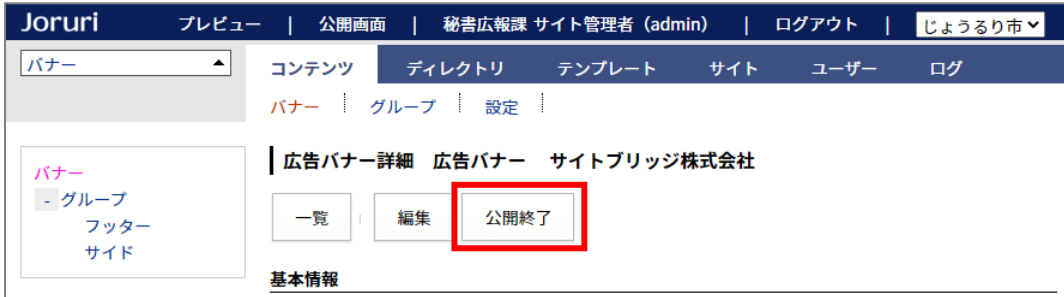 Joruri プレビュー | 公開画面 | 秘書広報課 サイト管理者（admin） | ログアウト | じょうるり市
バナー
コンテンツ ディレクトリ テンプレート サイト ユーザー ログ
バナー グループ 設定
広告バナー詳細 広告バナー サイトブリッジ株式会社
バナー
- グループ
フッター
サイド
一覧 編集 公開終了
基本情報